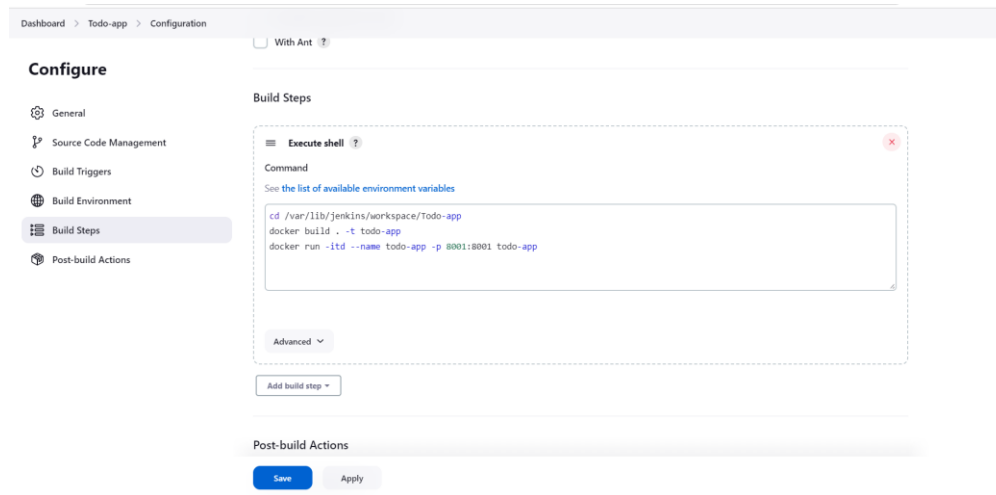 Dashboard > Todo-app > Configuration
Configure
General
Source Code Management
Build Triggers
Build Environment
Build Steps
Post-build Actions
With Ant ?
Build Steps
Execute shell ?
Command
See the list of available environment variables
cd /var/lib/jenkins/workspace/Todo-app
docker build . -t todo-app
docker run -itd --name todo-app -p 8001:8001 todo-app
Advanced
Add build step
Post-build Actions
Save Apply